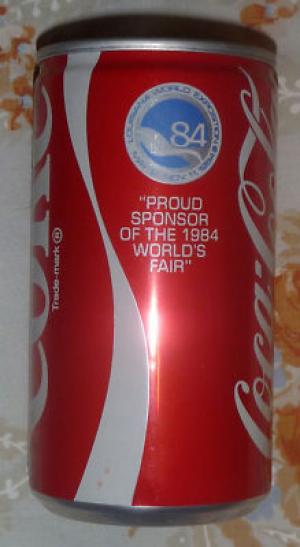 Coke
Trade-mark ®
LOUISIANA WORLD EXPOSITION
84
"PROUD
SPONSOR
OF THE 1984
WORLD'S
FAIR"
Coca-Cola